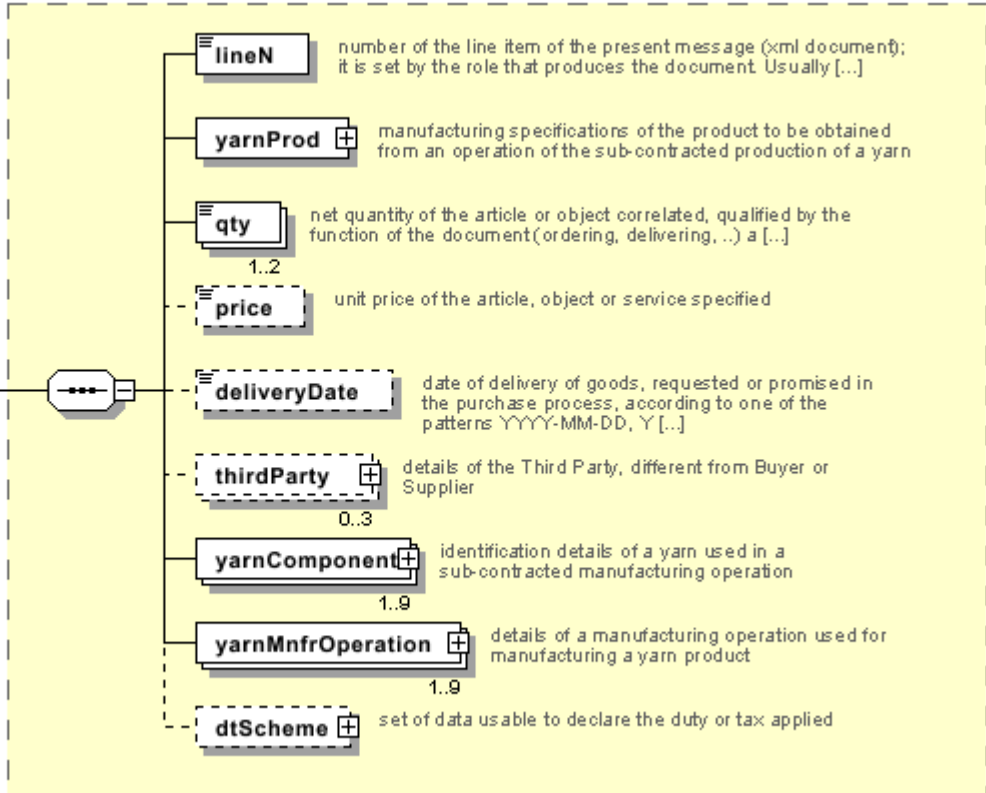 lineN
number of the line item of the present message (xml document);
it is set by the role that produces the document. Usually [...]
yarnProd
manufacturing specifications of the product to be obtained
from an operation of the sub-contracted production of a yarn
qty
net quantity of the article or object correlated, qualified by the
function of the document (ordering, delivering, ..) a [...]
1..2
price
unit price of the article, object or service specified
deliveryDate
date of delivery of goods, requested or promised in
the purchase process, according to one of the
patterns YYYY-MM-DD, Y [...]
thirdParty
details of the Third Party, different from Buyer or
Supplier
0..3
yarnComponent
identification details of a yarn used in a
sub-contracted manufacturing operation
1..9
yarnMnfrOperation
details of a manufacturing operation used for
manufacturing a yarn product
1..9
dtScheme
set of data usable to declare the duty or tax applied